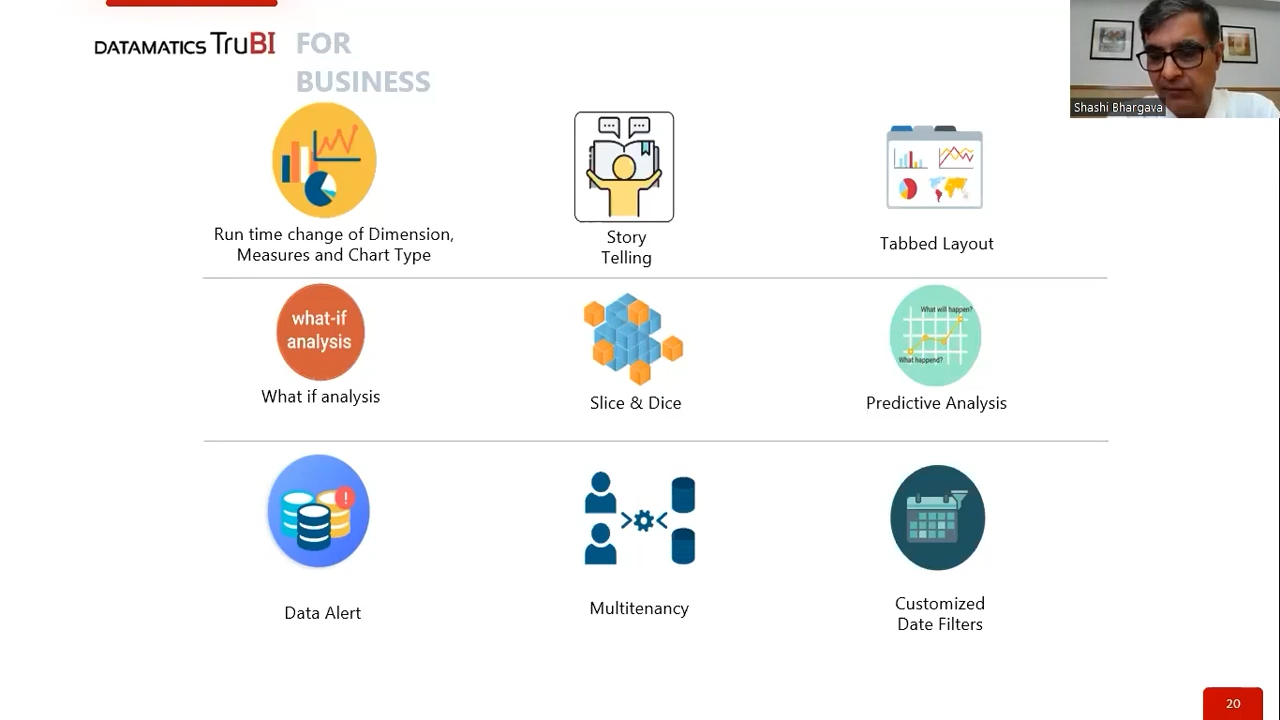 DATAMATICS TruBI
FOR
BUSINESS
Shashi Bhargava
Run time change of Dimension,
Measures and Chart Type
Story
Telling
Tabbed Layout
what-if
analysis
What if analysis
Slice & Dice
What will happen?
What happend?
Predictive Analysis
!
Data Alert
Multitenancy
Customized
Date Filters
20